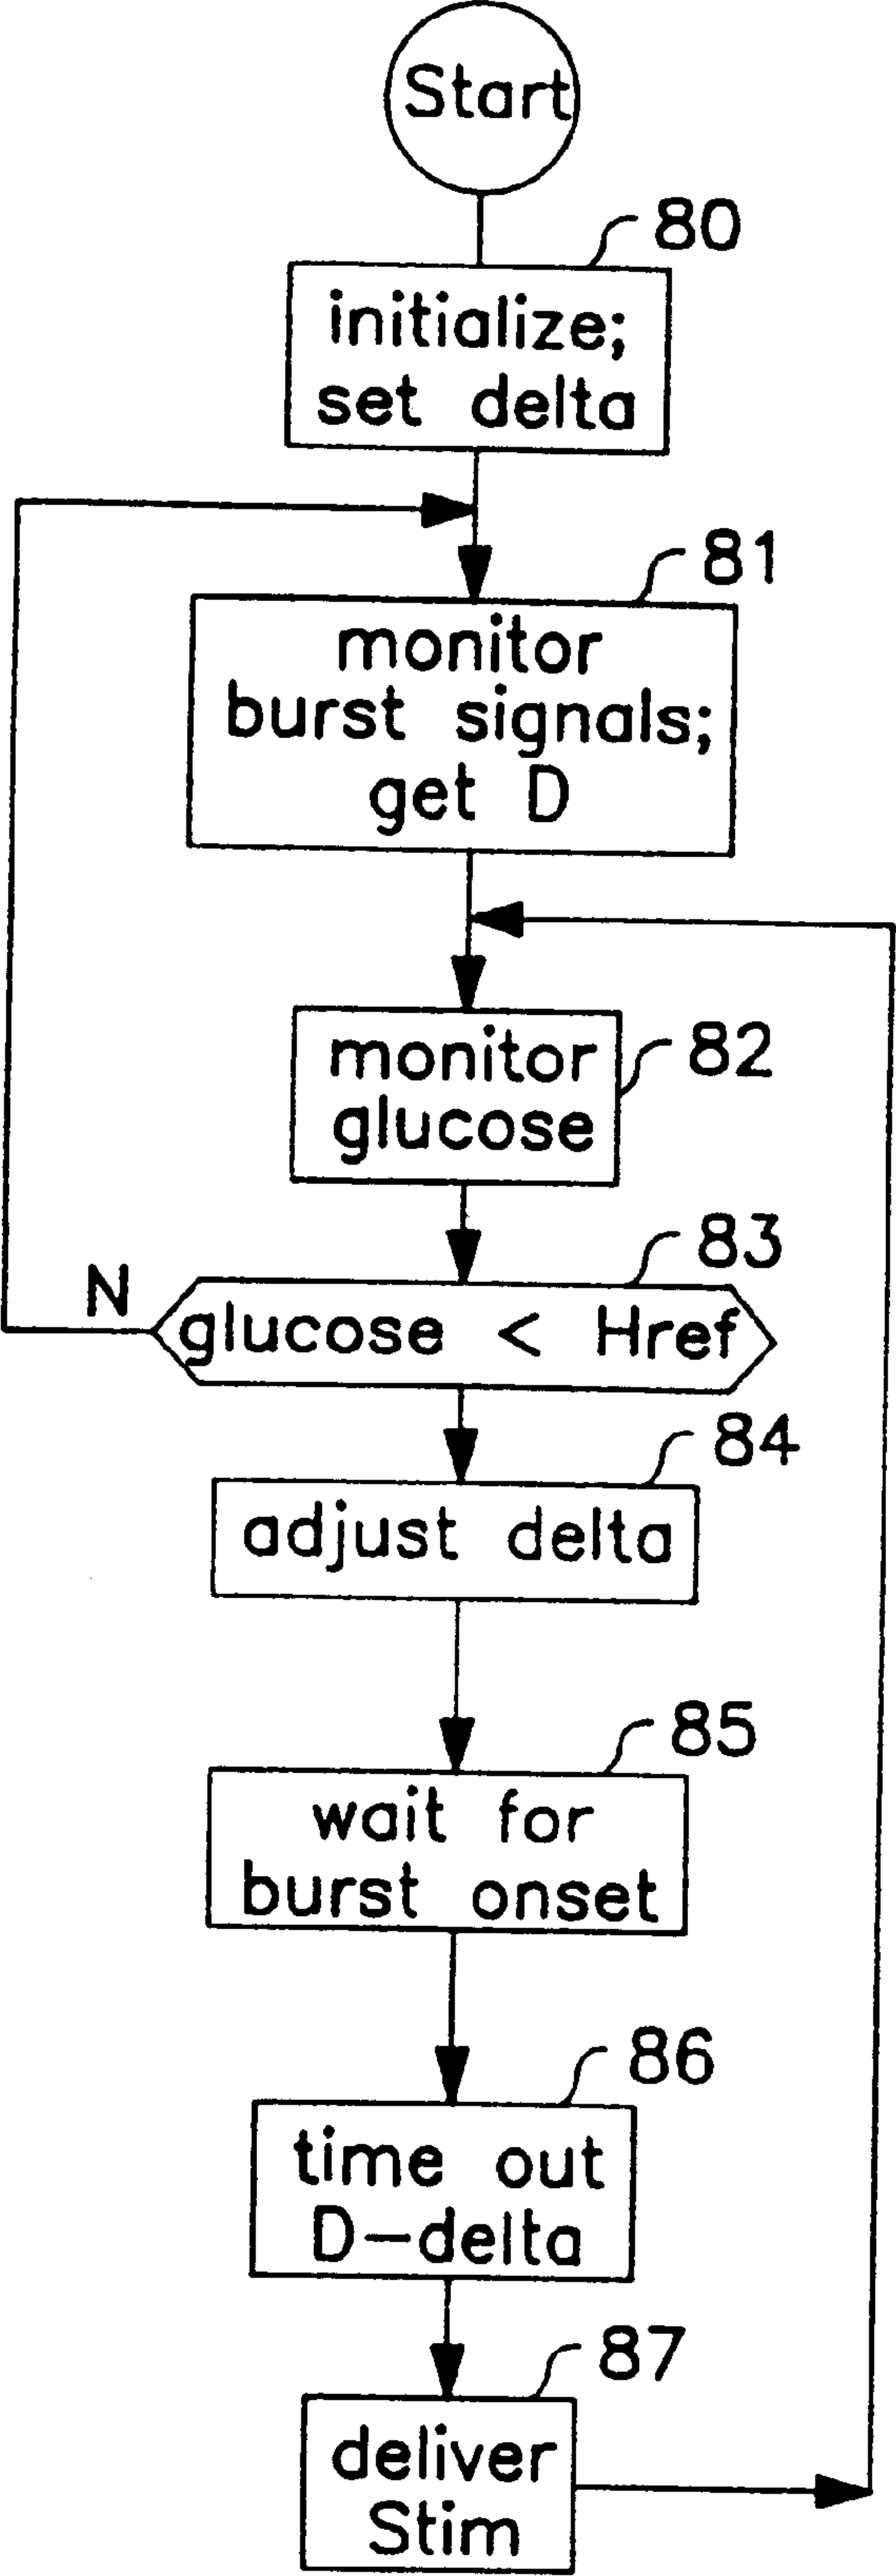 Start
80
initialize;
set delta
81
monitor
burst signals;
get D
82
monitor
glucose
83
N
glucose < Href
84
adjust delta
85
wait for
burst onset
86
time out
D-delta
87
deliver
Stim